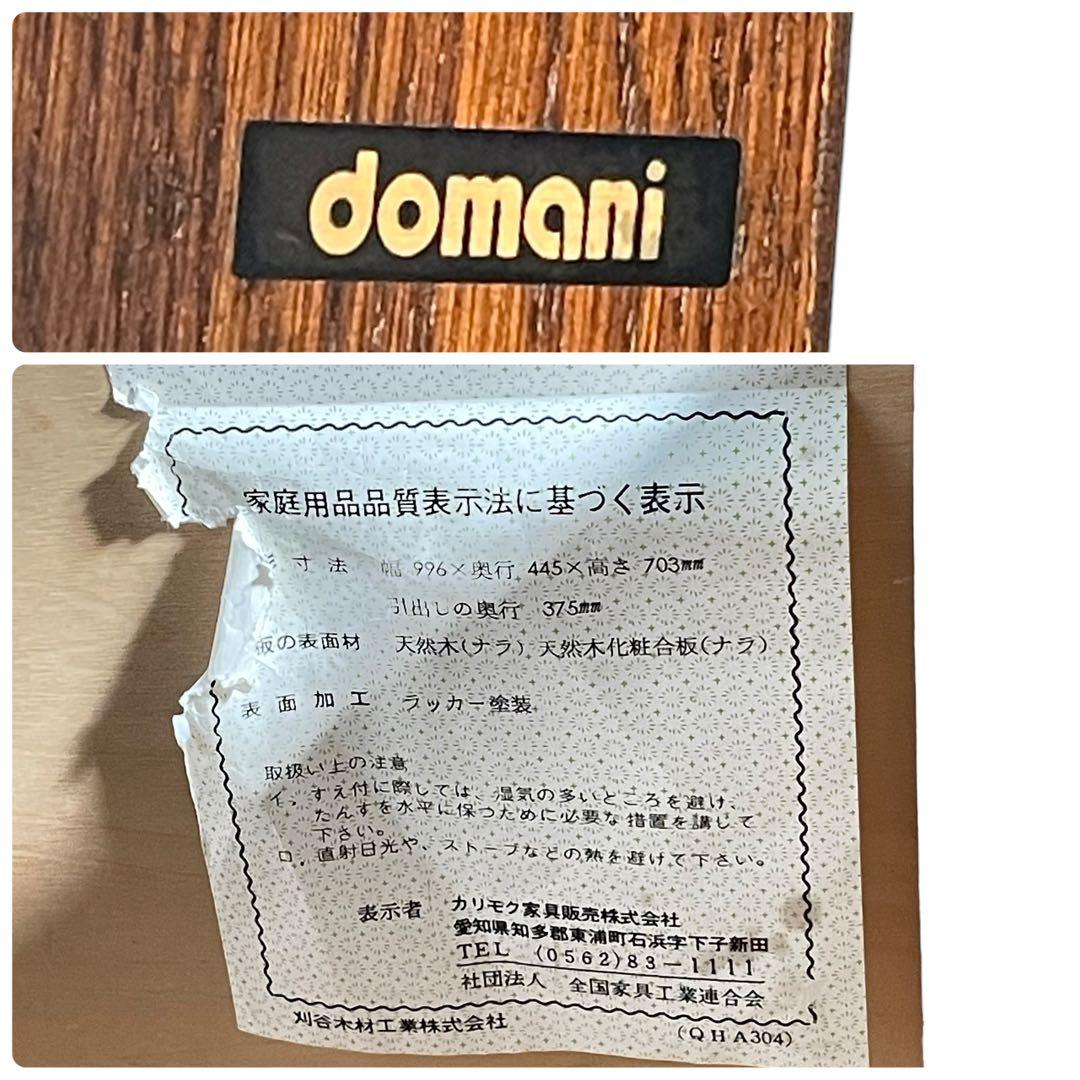 domani
家庭用品品質表示法に基づく表示
寸法 幅 996×奥行 445×高さ 703㎜
引出しの奥行 375㎜
板の表面材 天然木(ナラ) 天然木化粧合板(ナラ)
表面加工 ラッカー塗装
取扱い上の注意
イ. すえ付に際しては、湿気の多いところを避け、
たんすを水平に保つために必要な措置を講じて
下さい。
ロ. 直射日光や、ストーブなどの熱を避けて下さい。
表示者 カリモク家具販売株式会社
愛知県知多郡東浦町石浜字下子新田
TEL (0562)83-1111
社団法人 全国家具工業連合会
刈谷木材工業株式会社 (QHA304)